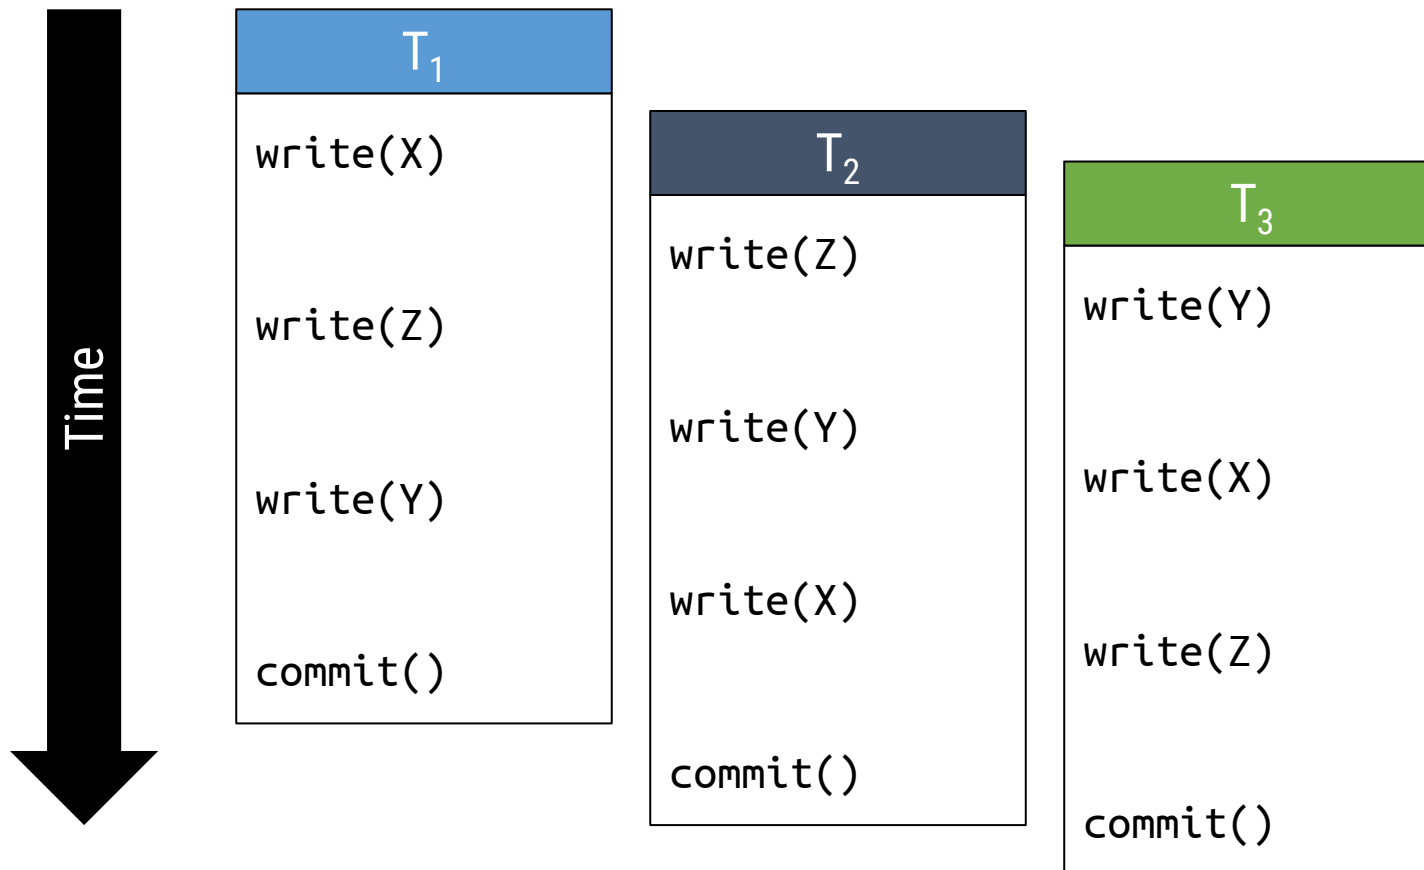 Time
T₁
write(X)
write(Z)
write(Y)
commit()
T₂
write(Z)
write(Y)
write(X)
commit()
T₃
write(Y)
write(X)
write(Z)
commit()